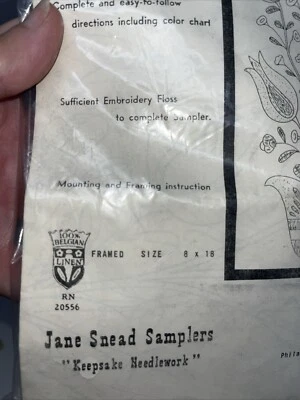 Complete and easy-to-follow
directions including color chart
Sufficient Embroidery Floss
to complete Sampler.
Mounting and Framing instruction
100%
BELGIAN
LINEN
RN
20556
FRAMED SIZE 8 x 18
Jane Snead Samplers
"Keepsake Needlework"
Phila